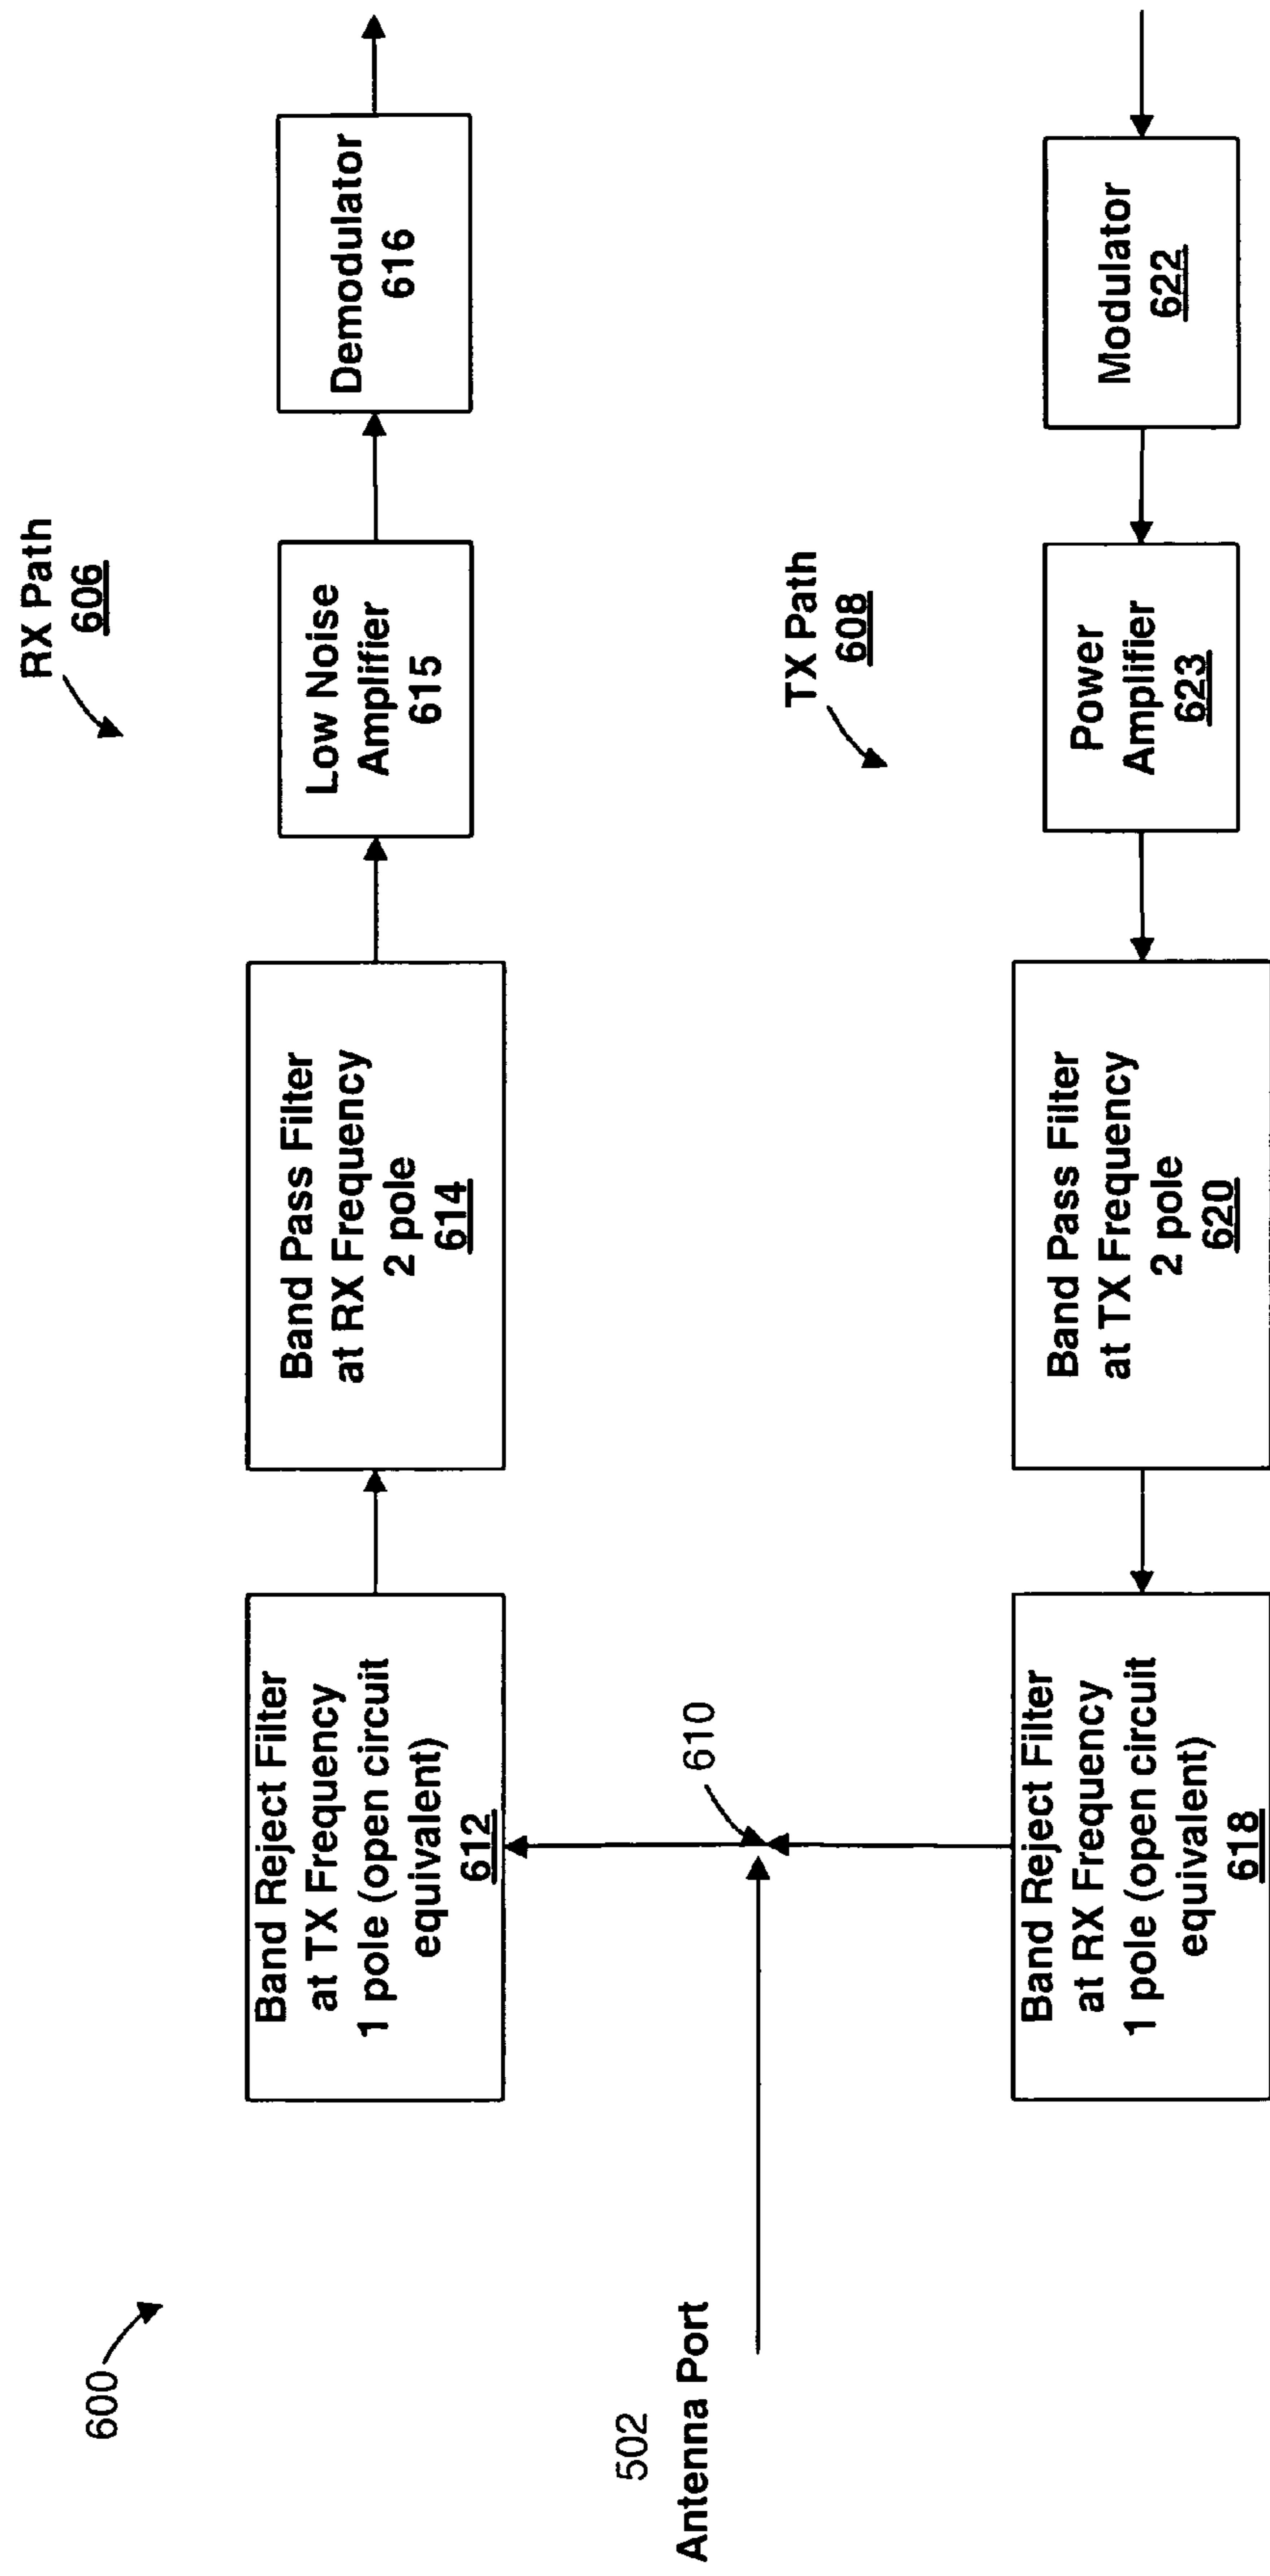 600
RX Path
606
Band Reject Filter
at TX Frequency
1 pole (open circuit
equivalent)
612
Band Pass Filter
at RX Frequency
2 pole
614
Low Noise
Amplifier
615
Demodulator
616
502
Antenna Port
610
TX Path
608
Band Reject Filter
at RX Frequency
1 pole (open circuit
equivalent)
618
Band Pass Filter
at TX Frequency
2 pole
620
Power
Amplifier
623
Modulator
622